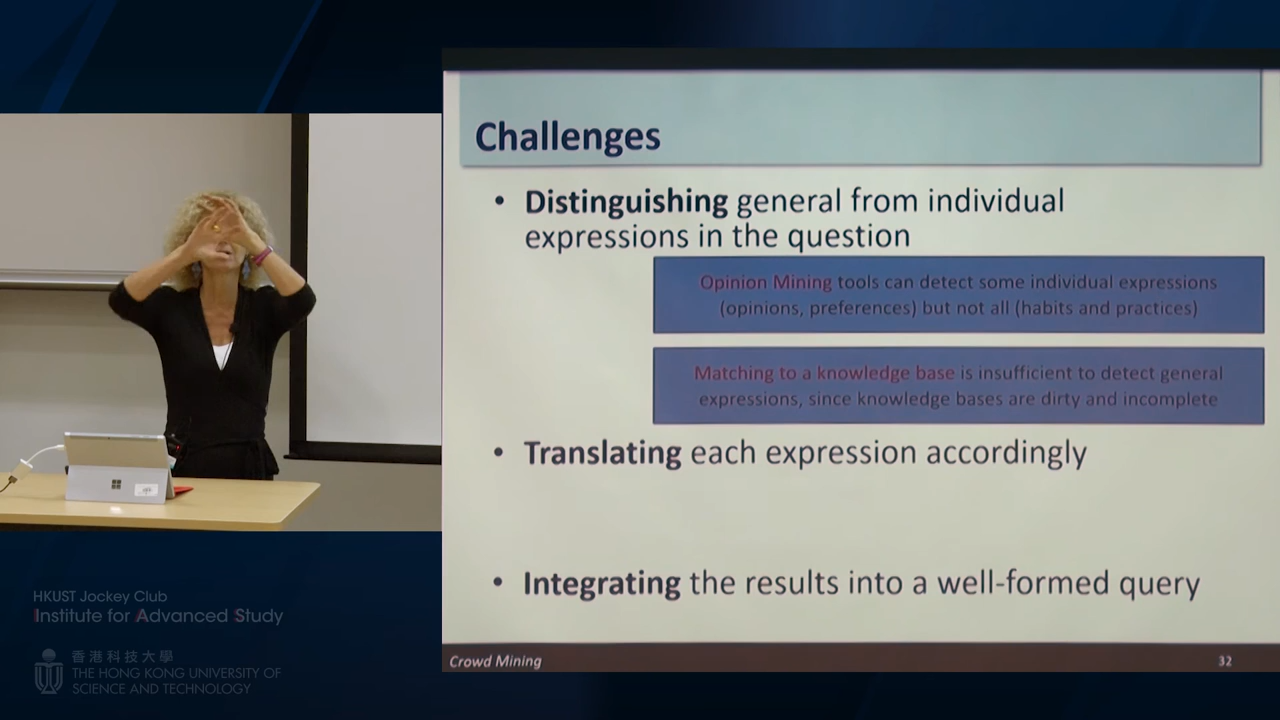 Challenges
• Distinguishing general from individual
expressions in the question
Opinion Mining tools can detect some individual expressions
(opinions, preferences) but not all (habits and practices)
Matching to a knowledge base is insufficient to detect general
expressions, since knowledge bases are dirty and incomplete
• Translating each expression accordingly
• Integrating the results into a well-formed query
Crowd Mining
32
HKUST Jockey Club
Institute for Advanced Study
香港科技大學
THE HONG KONG UNIVERSITY OF
SCIENCE AND TECHNOLOGY